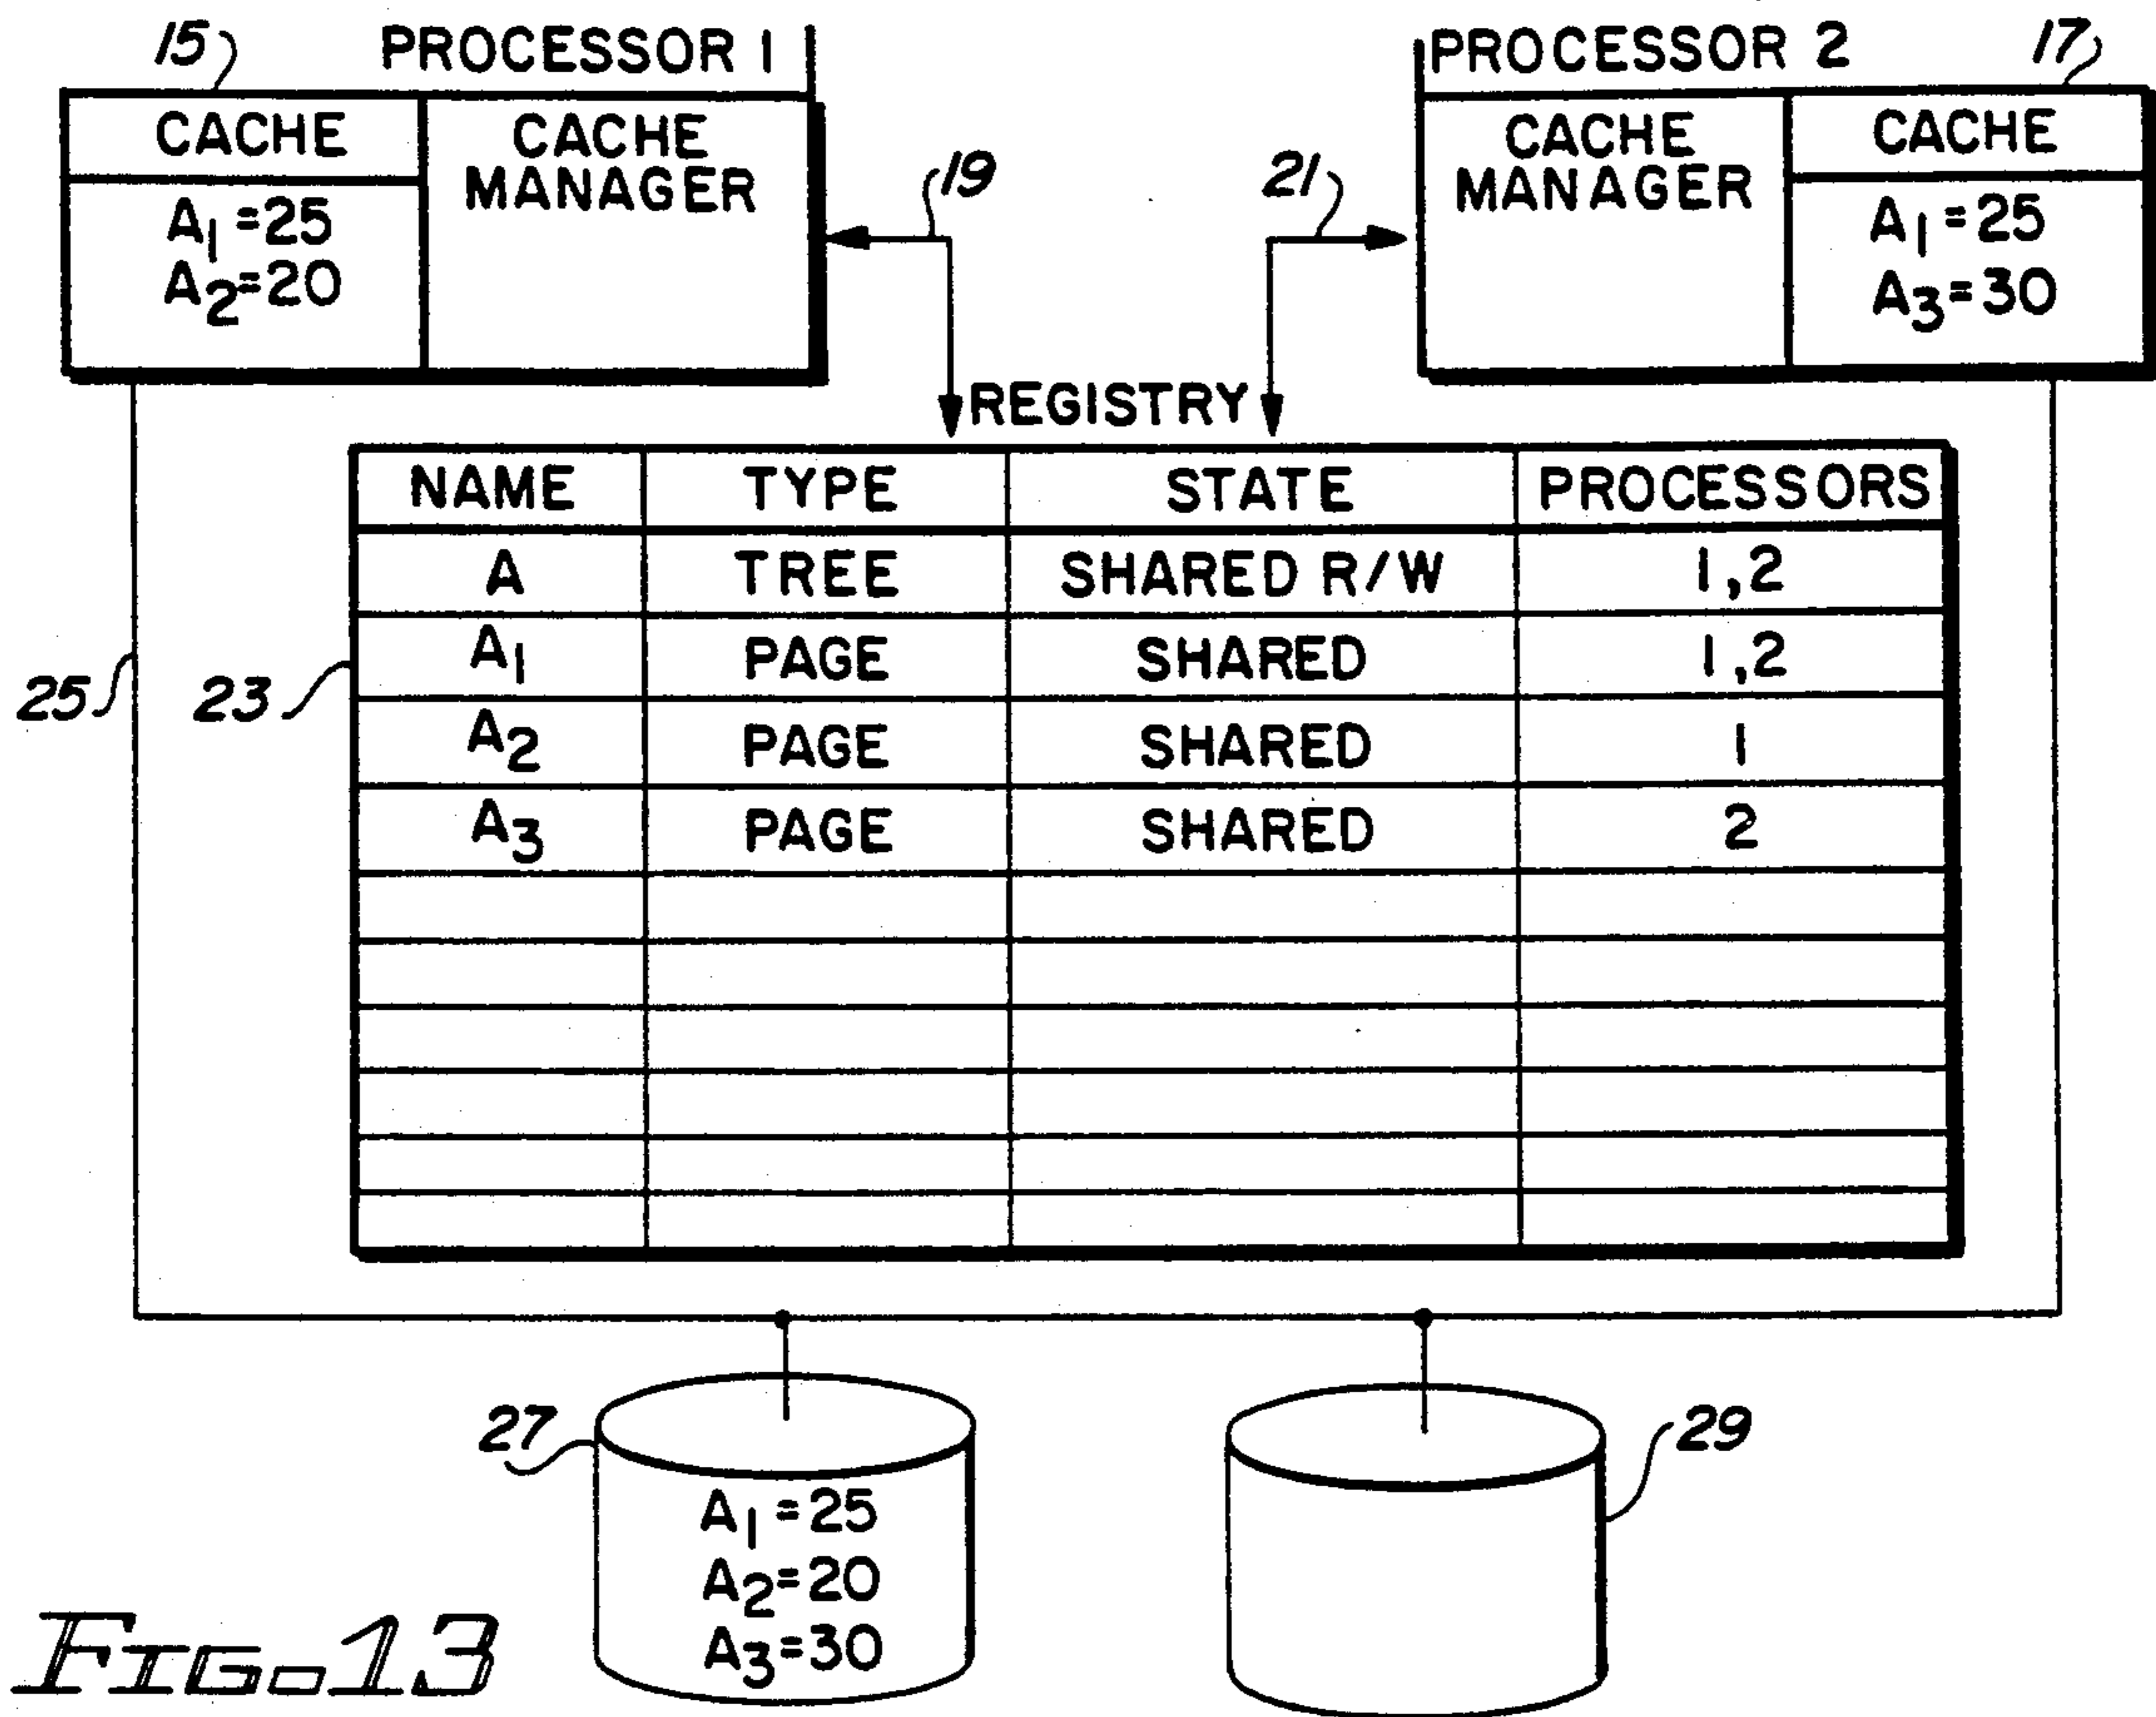 15 PROCESSOR 1
PROCESSOR 2 17
CACHE
CACHE MANAGER
A1=25
A2=20
19
21
CACHE MANAGER
CACHE
A1=25
A3=30
REGISTRY
NAME TYPE STATE PROCESSORS
A TREE SHARED R/W 1,2
A1 PAGE SHARED 1,2
A2 PAGE SHARED 1
A3 PAGE SHARED 2
25
23
27
29
A1=25
A2=20
A3=30
FIG. 13